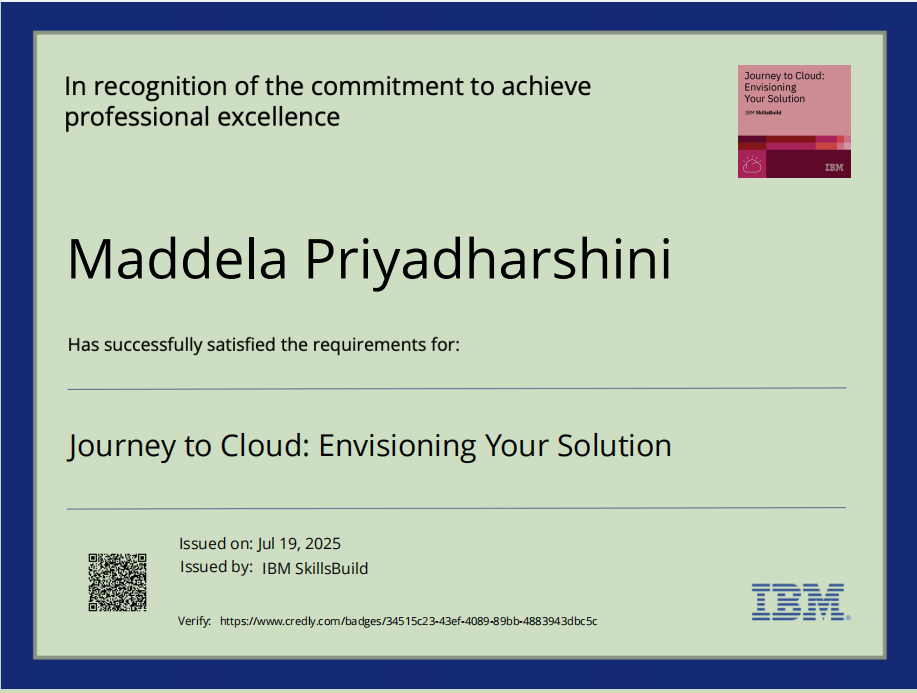 In recognition of the commitment to achieve
professional excellence
Journey to Cloud:
Envisioning
Your Solution
IBM SkillsBuild
IBM
Maddela Priyadharshini
Has successfully satisfied the requirements for:
Journey to Cloud: Envisioning Your Solution
Issued on: Jul 19, 2025
Issued by: IBM SkillsBuild
Verify: https://www.credly.com/badges/34515c23-43ef-4089-89bb-4883943dbc5c
IBM®